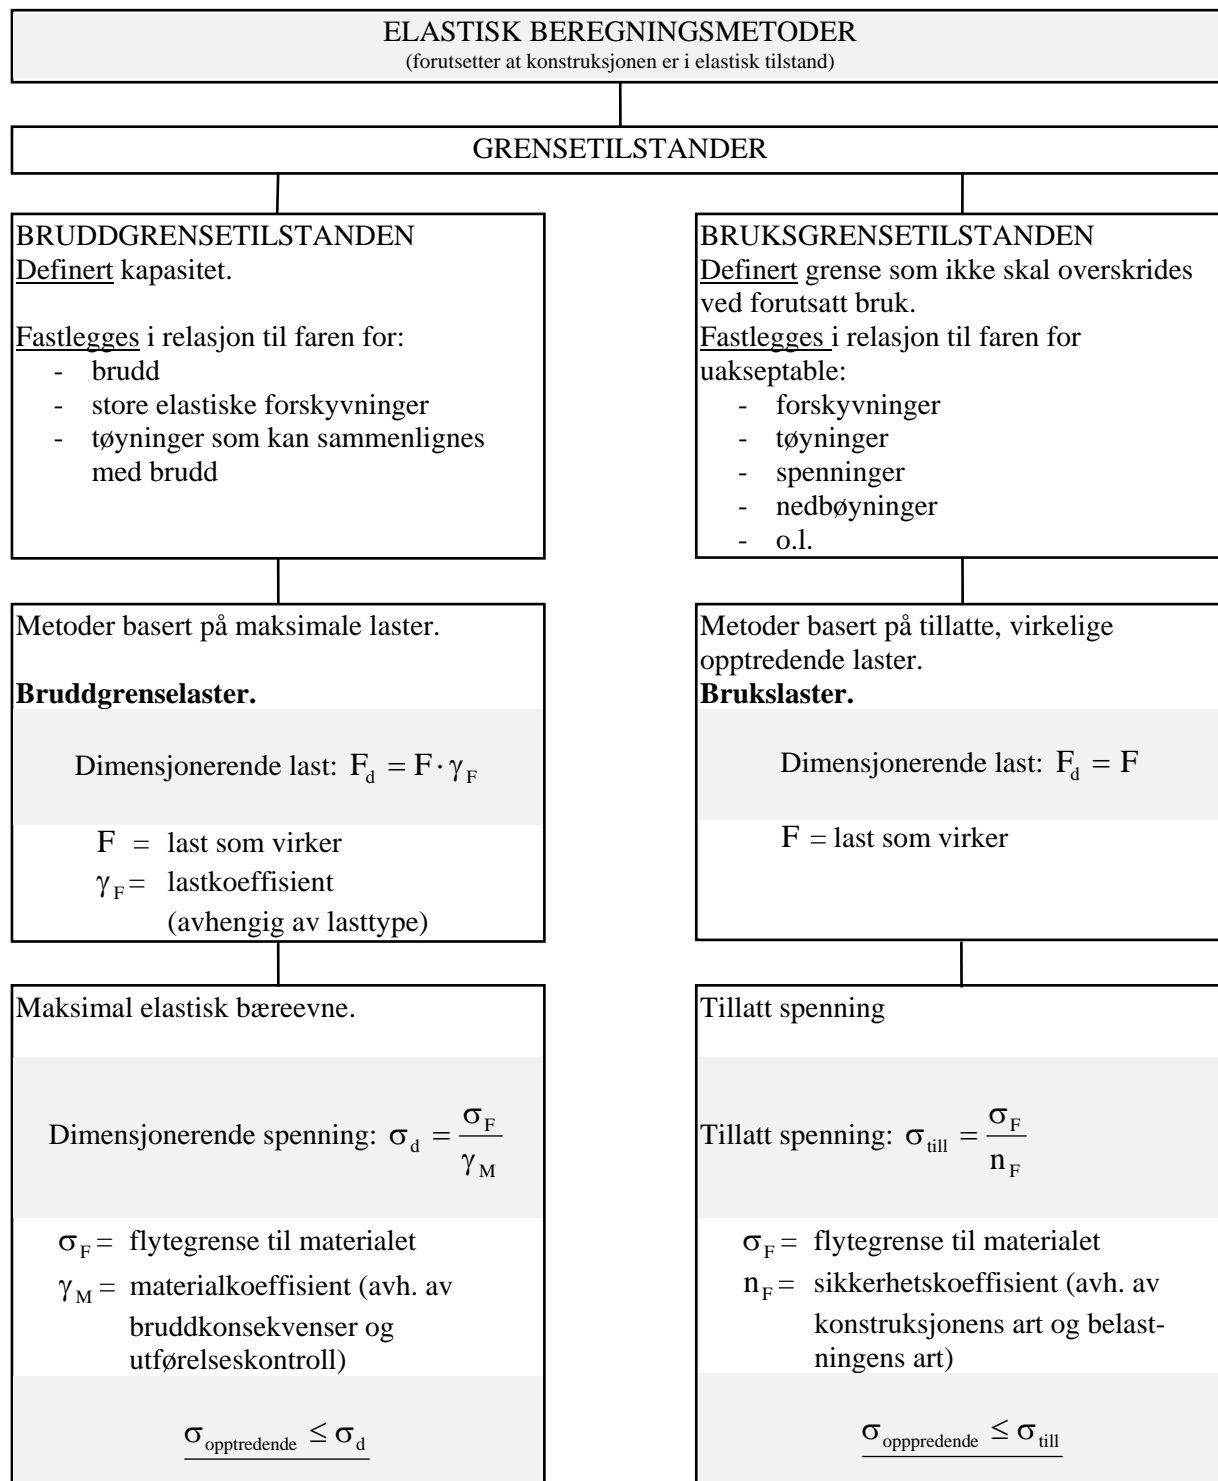 ELASTISK BEREGNINGSMETODER
(forutsetter at konstruksjonen er i elastisk tilstand)
GRENSETILSTANDER
BRUDDGRENSETILSTANDEN
Definert kapasitet.
Fastlegges i relasjon til faren for:
- brudd
- store elastiske forskyvninger
- tøyninger som kan sammenlignes
med brudd
Metoder basert på maksimale laster.
Bruddgrenselaster.
Dimensjonerende last: F_d = F · γ_F
F = last som virker
γ_F = lastkoeffisient
(avhengig av lasttype)
Maksimal elastisk bæreevne.
Dimensjonerende spenning: σ_d = σ_F / γ_M
σ_F = flytegrense til materialet
γ_M = materialkoeffisient (avh. av
bruddkonsekvenser og
utførelseskontroll)
σ_opptredende ≤ σ_d
BRUKSGRENSETILSTANDEN
Definert grense som ikke skal overskrides
ved forutsatt bruk.
Fastlegges i relasjon til faren for
uakseptable:
- forskyvninger
- tøyninger
- spenninger
- nedbøyninger
- o.l.
Metoder basert på tillatte, virkelige
opptredende laster.
Brukslaster.
Dimensjonerende last: F_d = F
F = last som virker
Tillatt spenning
Tillatt spenning: σ_till = σ_F / n_F
σ_F = flytegrense til materialet
n_F = sikkerhetskoeffisient (avh. av
konstruksjonens art og belast-
ningens art)
σ_opppredende ≤ σ_till